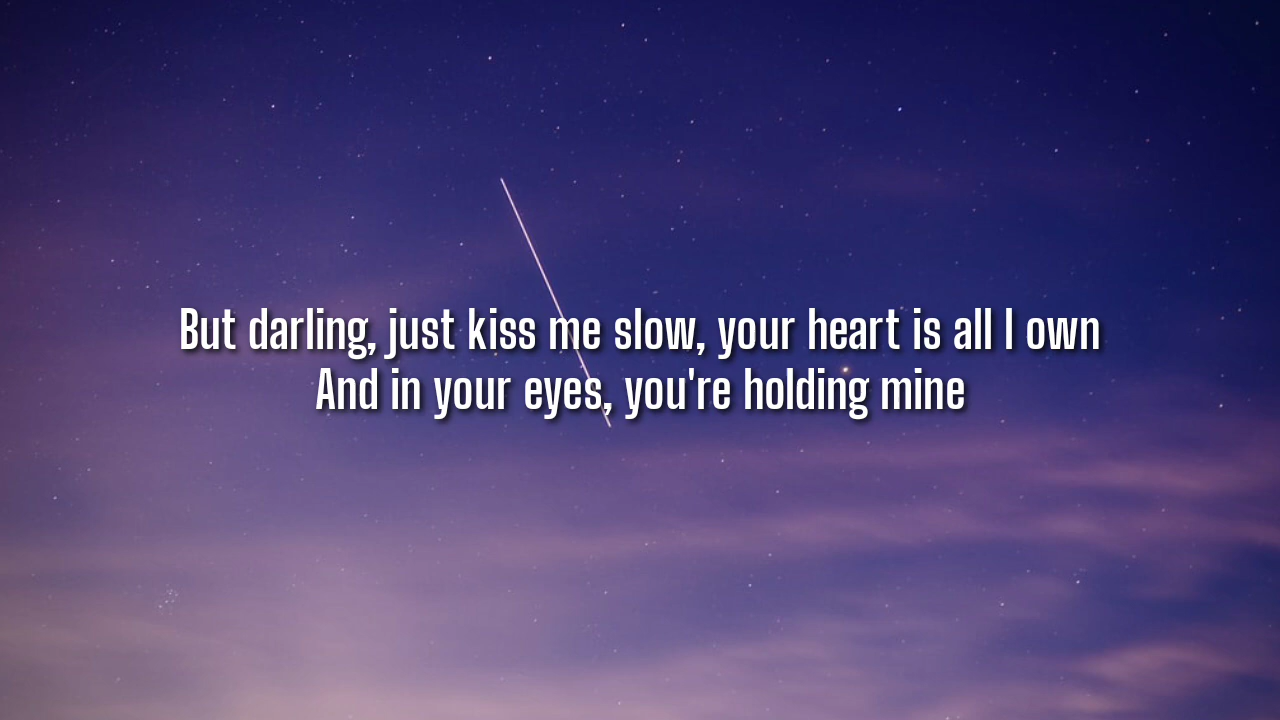 But darling, just kiss me slow, your heart is all I own
And in your eyes, you're holding mine